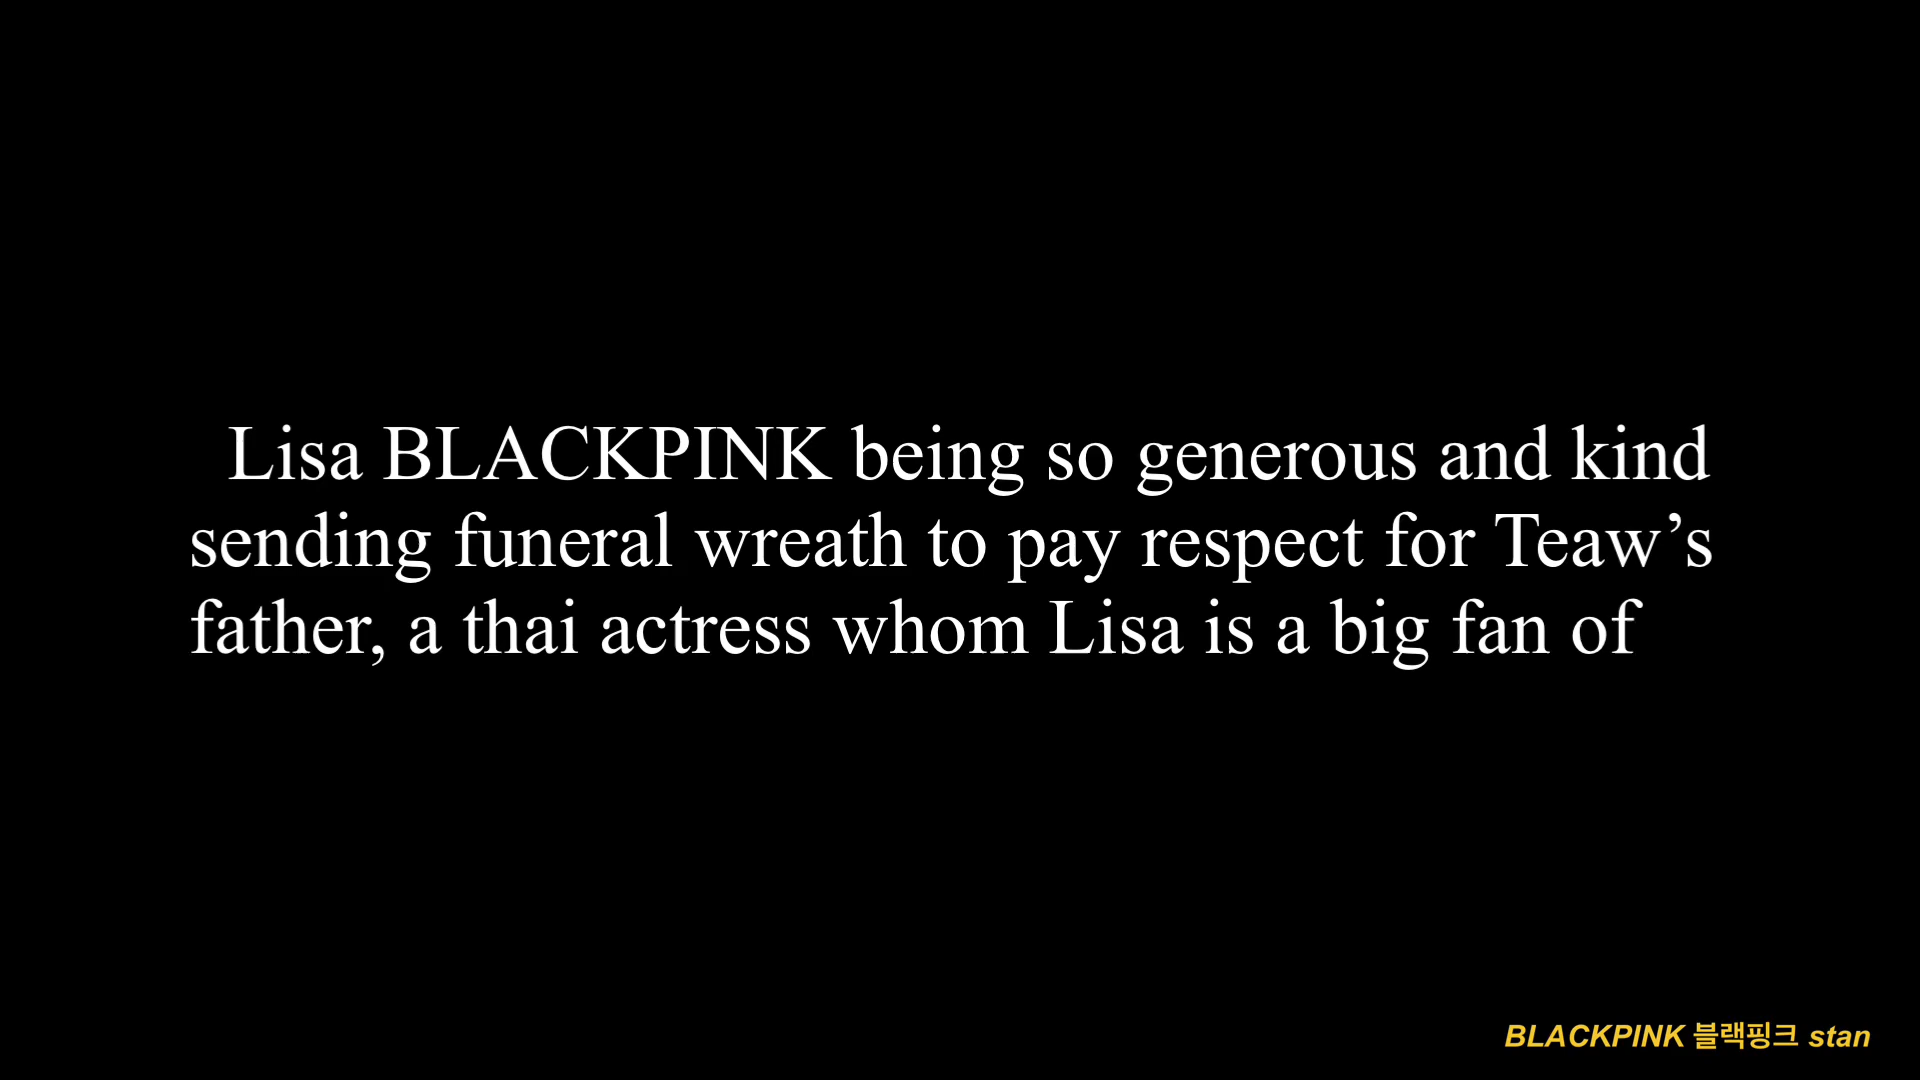 Lisa BLACKPINK being so generous and kind
sending funeral wreath to pay respect for Teaw’s
father, a thai actress whom Lisa is a big fan of
BLACKPINK 블랙핑크 stan